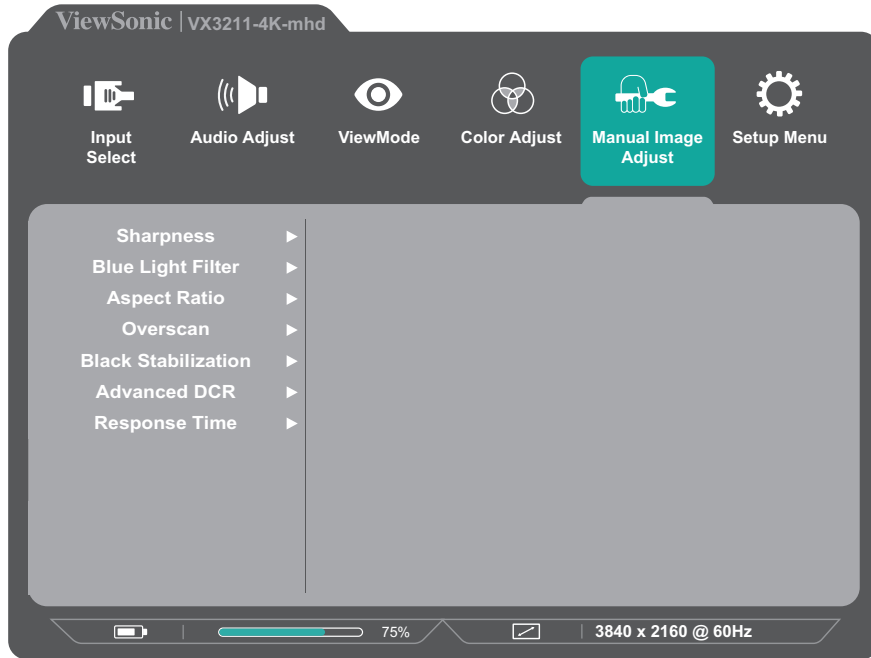 ViewSonic | VX3211-4K-mhd
Input Select
Audio Adjust
ViewMode
Color Adjust
Manual Image Adjust
Setup Menu
Sharpness
Blue Light Filter
Aspect Ratio
Overscan
Black Stabilization
Advanced DCR
Response Time
75%
3840 x 2160 @ 60Hz